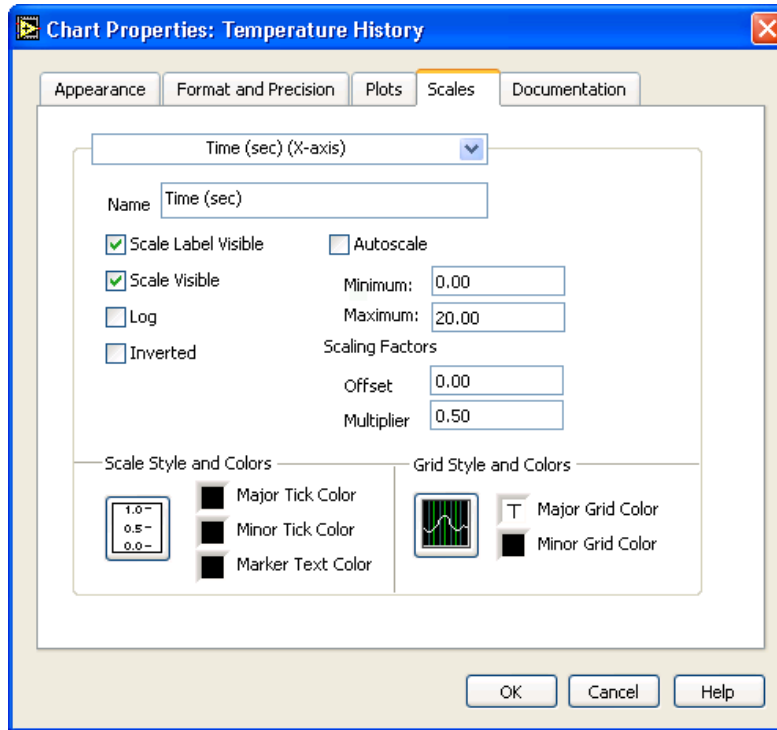 Chart Properties: Temperature History
Appearance
Format and Precision
Plots
Scales
Documentation
Time (sec) (X-axis)
Name
Time (sec)
Scale Label Visible
Autoscale
Scale Visible
Minimum:
0.00
Log
Maximum:
20.00
Inverted
Scaling Factors
Offset
0.00
Multiplier
0.50
Scale Style and Colors
Grid Style and Colors
1.0
0.5
0.0
Major Tick Color
Minor Tick Color
Marker Text Color
T
Major Grid Color
Minor Grid Color
OK
Cancel
Help